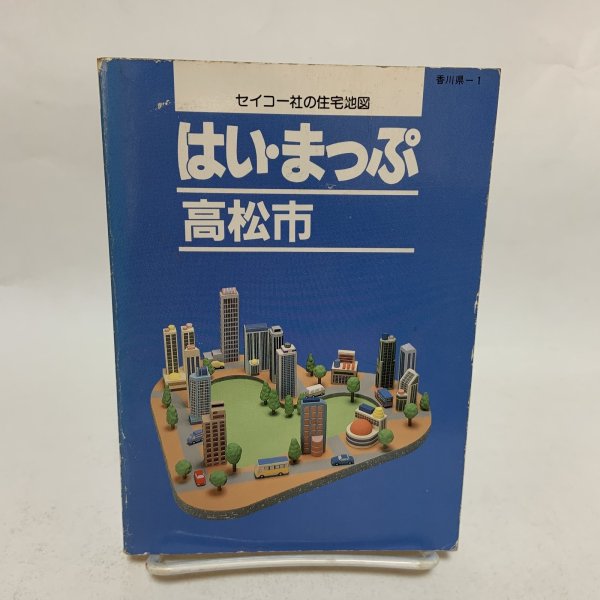 香川県－1
セイコー社の住宅地図
はい・まっぷ
高松市